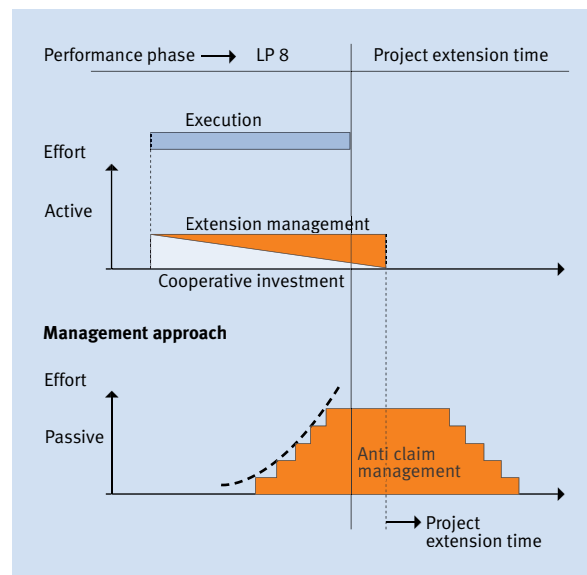 Performance phase → LP 8
Project extension time
Execution
Effort
Active
Extension management
Cooperative investment
Management approach
Effort
Passive
Anti claim
management
Project
extension time